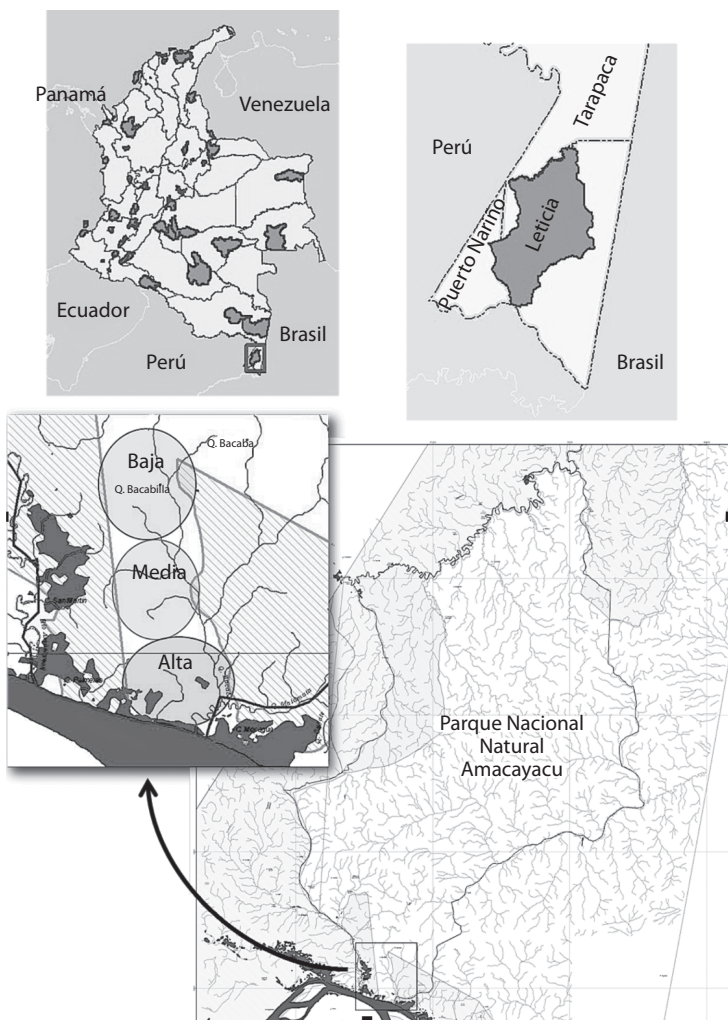 Panamá
Venezuela
Ecuador
Perú
Brasil
Tarapaca
Perú
Puerto Nariño
Leticia
Brasil
Q. Bacaba
Baja
Q. Bacabilla
Media
Alta
Parque Nacional
Natural
Amacayacu